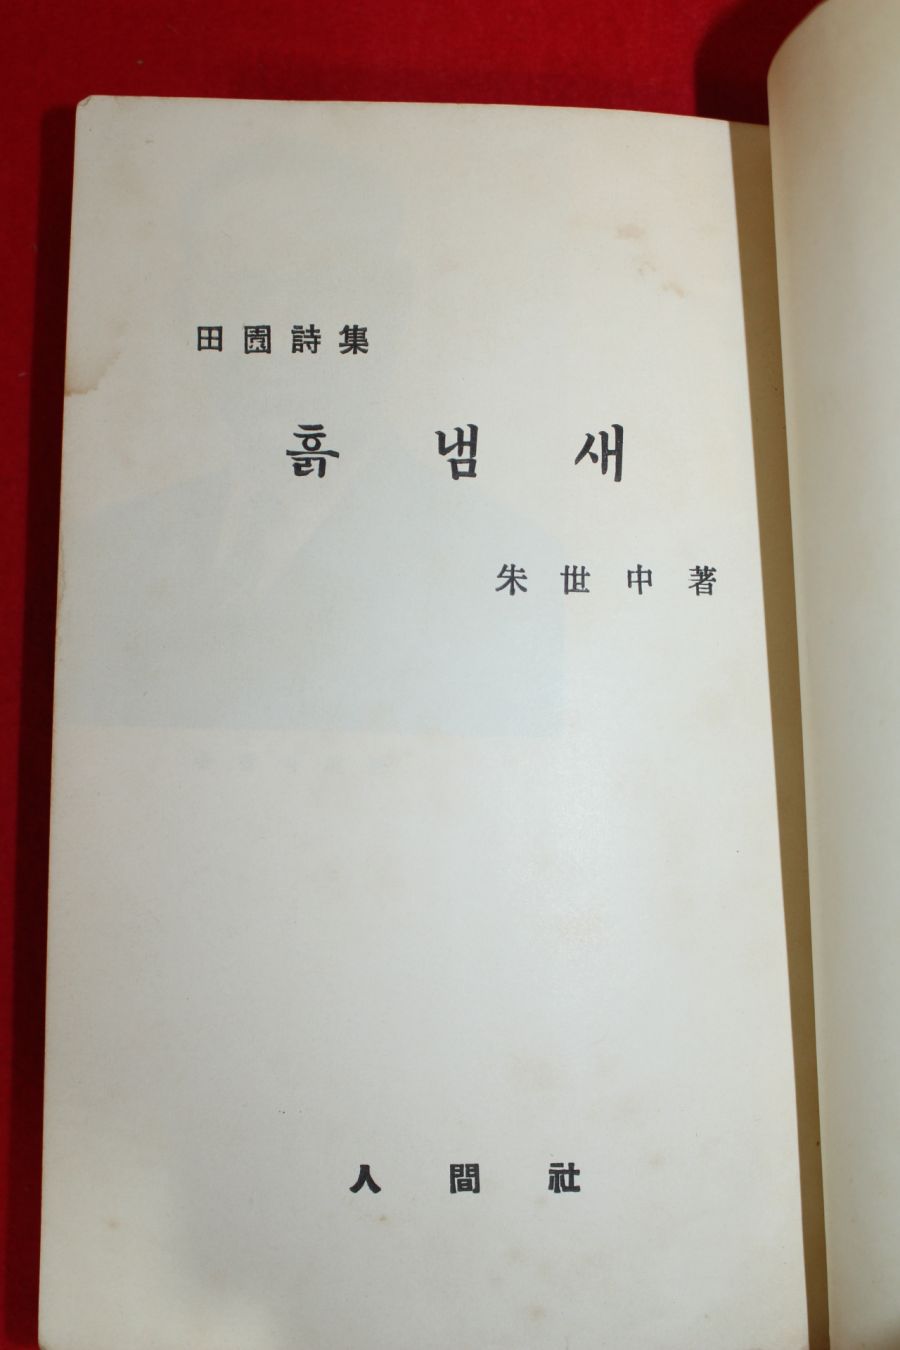 田園詩集
흙냄새
朱世中著
人間社